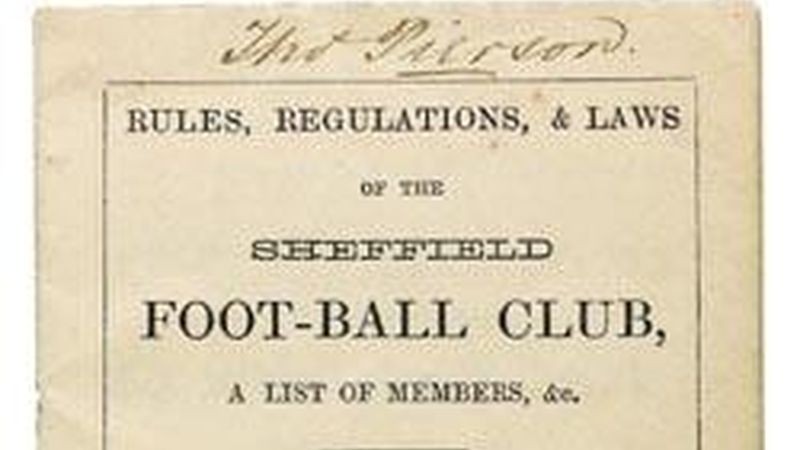 Thos Pierson.
RULES, REGULATIONS, & LAWS
OF THE
SHEFFIELD
FOOT-BALL CLUB,
A LIST OF MEMBERS, &c.